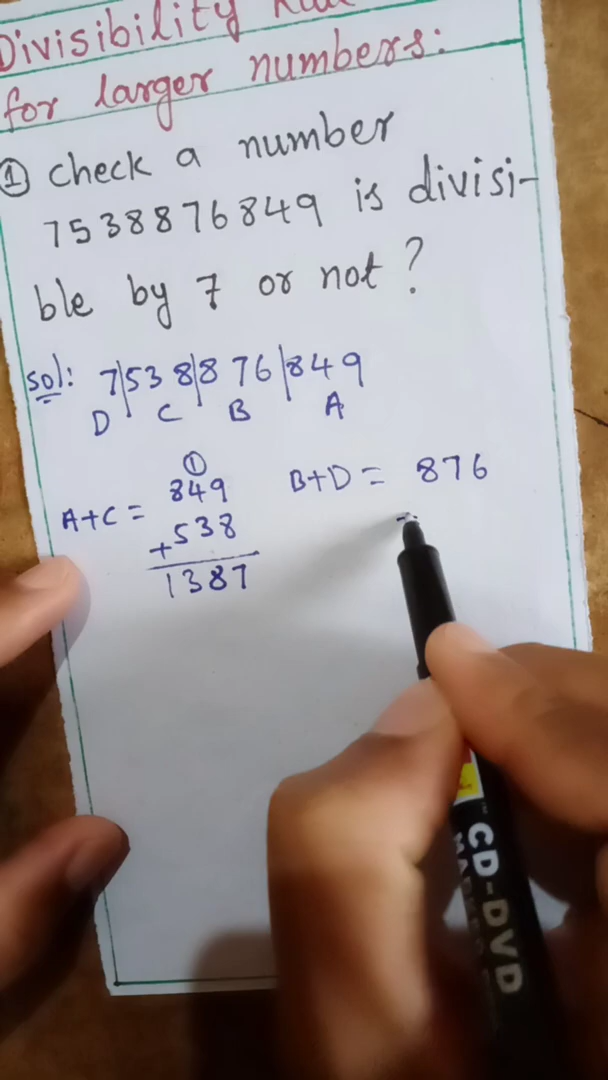 Divisibility
for larger numbers:
① Check a number
7538876849 is divisi-
ble by 7 or not?
Sol: 7|538|876|849
D C B A
①
A+C = 849 B+D = 876
+538
1387
CD-DVD
MARKER